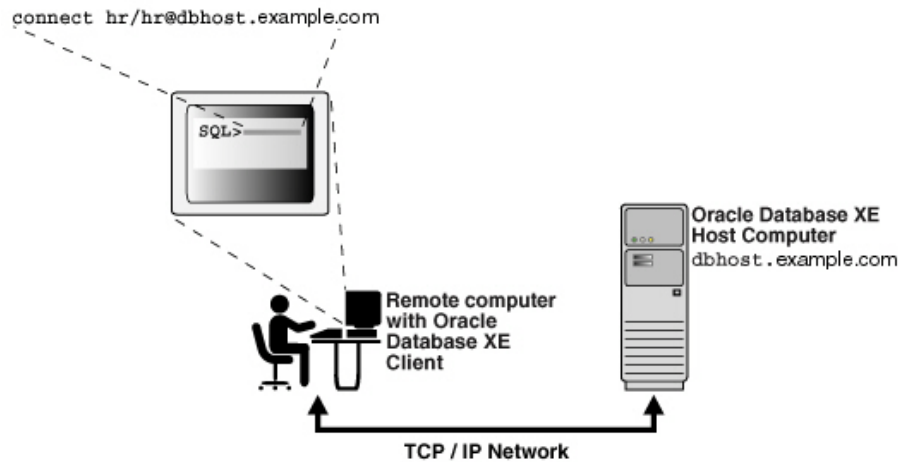 connect hr/hr@dbhost.example.com
SQL>
Oracle Database XE
Host Computer
dbhost.example.com
Remote computer
with Oracle
Database XE
Client
TCP / IP Network